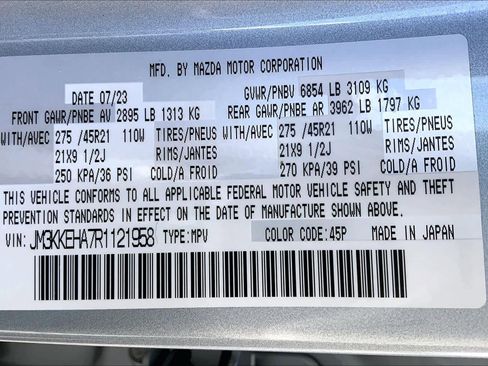 MFD. BY MAZDA MOTOR CORPORATION
DATE 07/23 GVWR/PNBV 6854 LB 3109 KG
FRONT GAWR/PNBE AV 2895 LB 1313 KG REAR GAWR/PNBE AR 3962 LB 1797 KG
WITH/AVEC 275 /45R21 110W TIRES/PNEUS WITH/AVEC 275 /45R21 110W TIRES/PNEUS
21X9 1/2J RIMS/JANTES 21X9 1/2J RIMS/JANTES
250 KPA/36 PSI COLD/A FROID 270 KPA/39 PSI COLD/A FROID
THIS VEHICLE CONFORMS TO ALL APPLICABLE FEDERAL MOTOR VEHICLE SAFETY AND THEFT
PREVENTION STANDARDS IN EFFECT ON THE DATE OF MANUFACTURE SHOWN ABOVE.
VIN: JM3KKEHA7R1121958 TYPE: MPV COLOR CODE: 45P MADE IN JAPAN